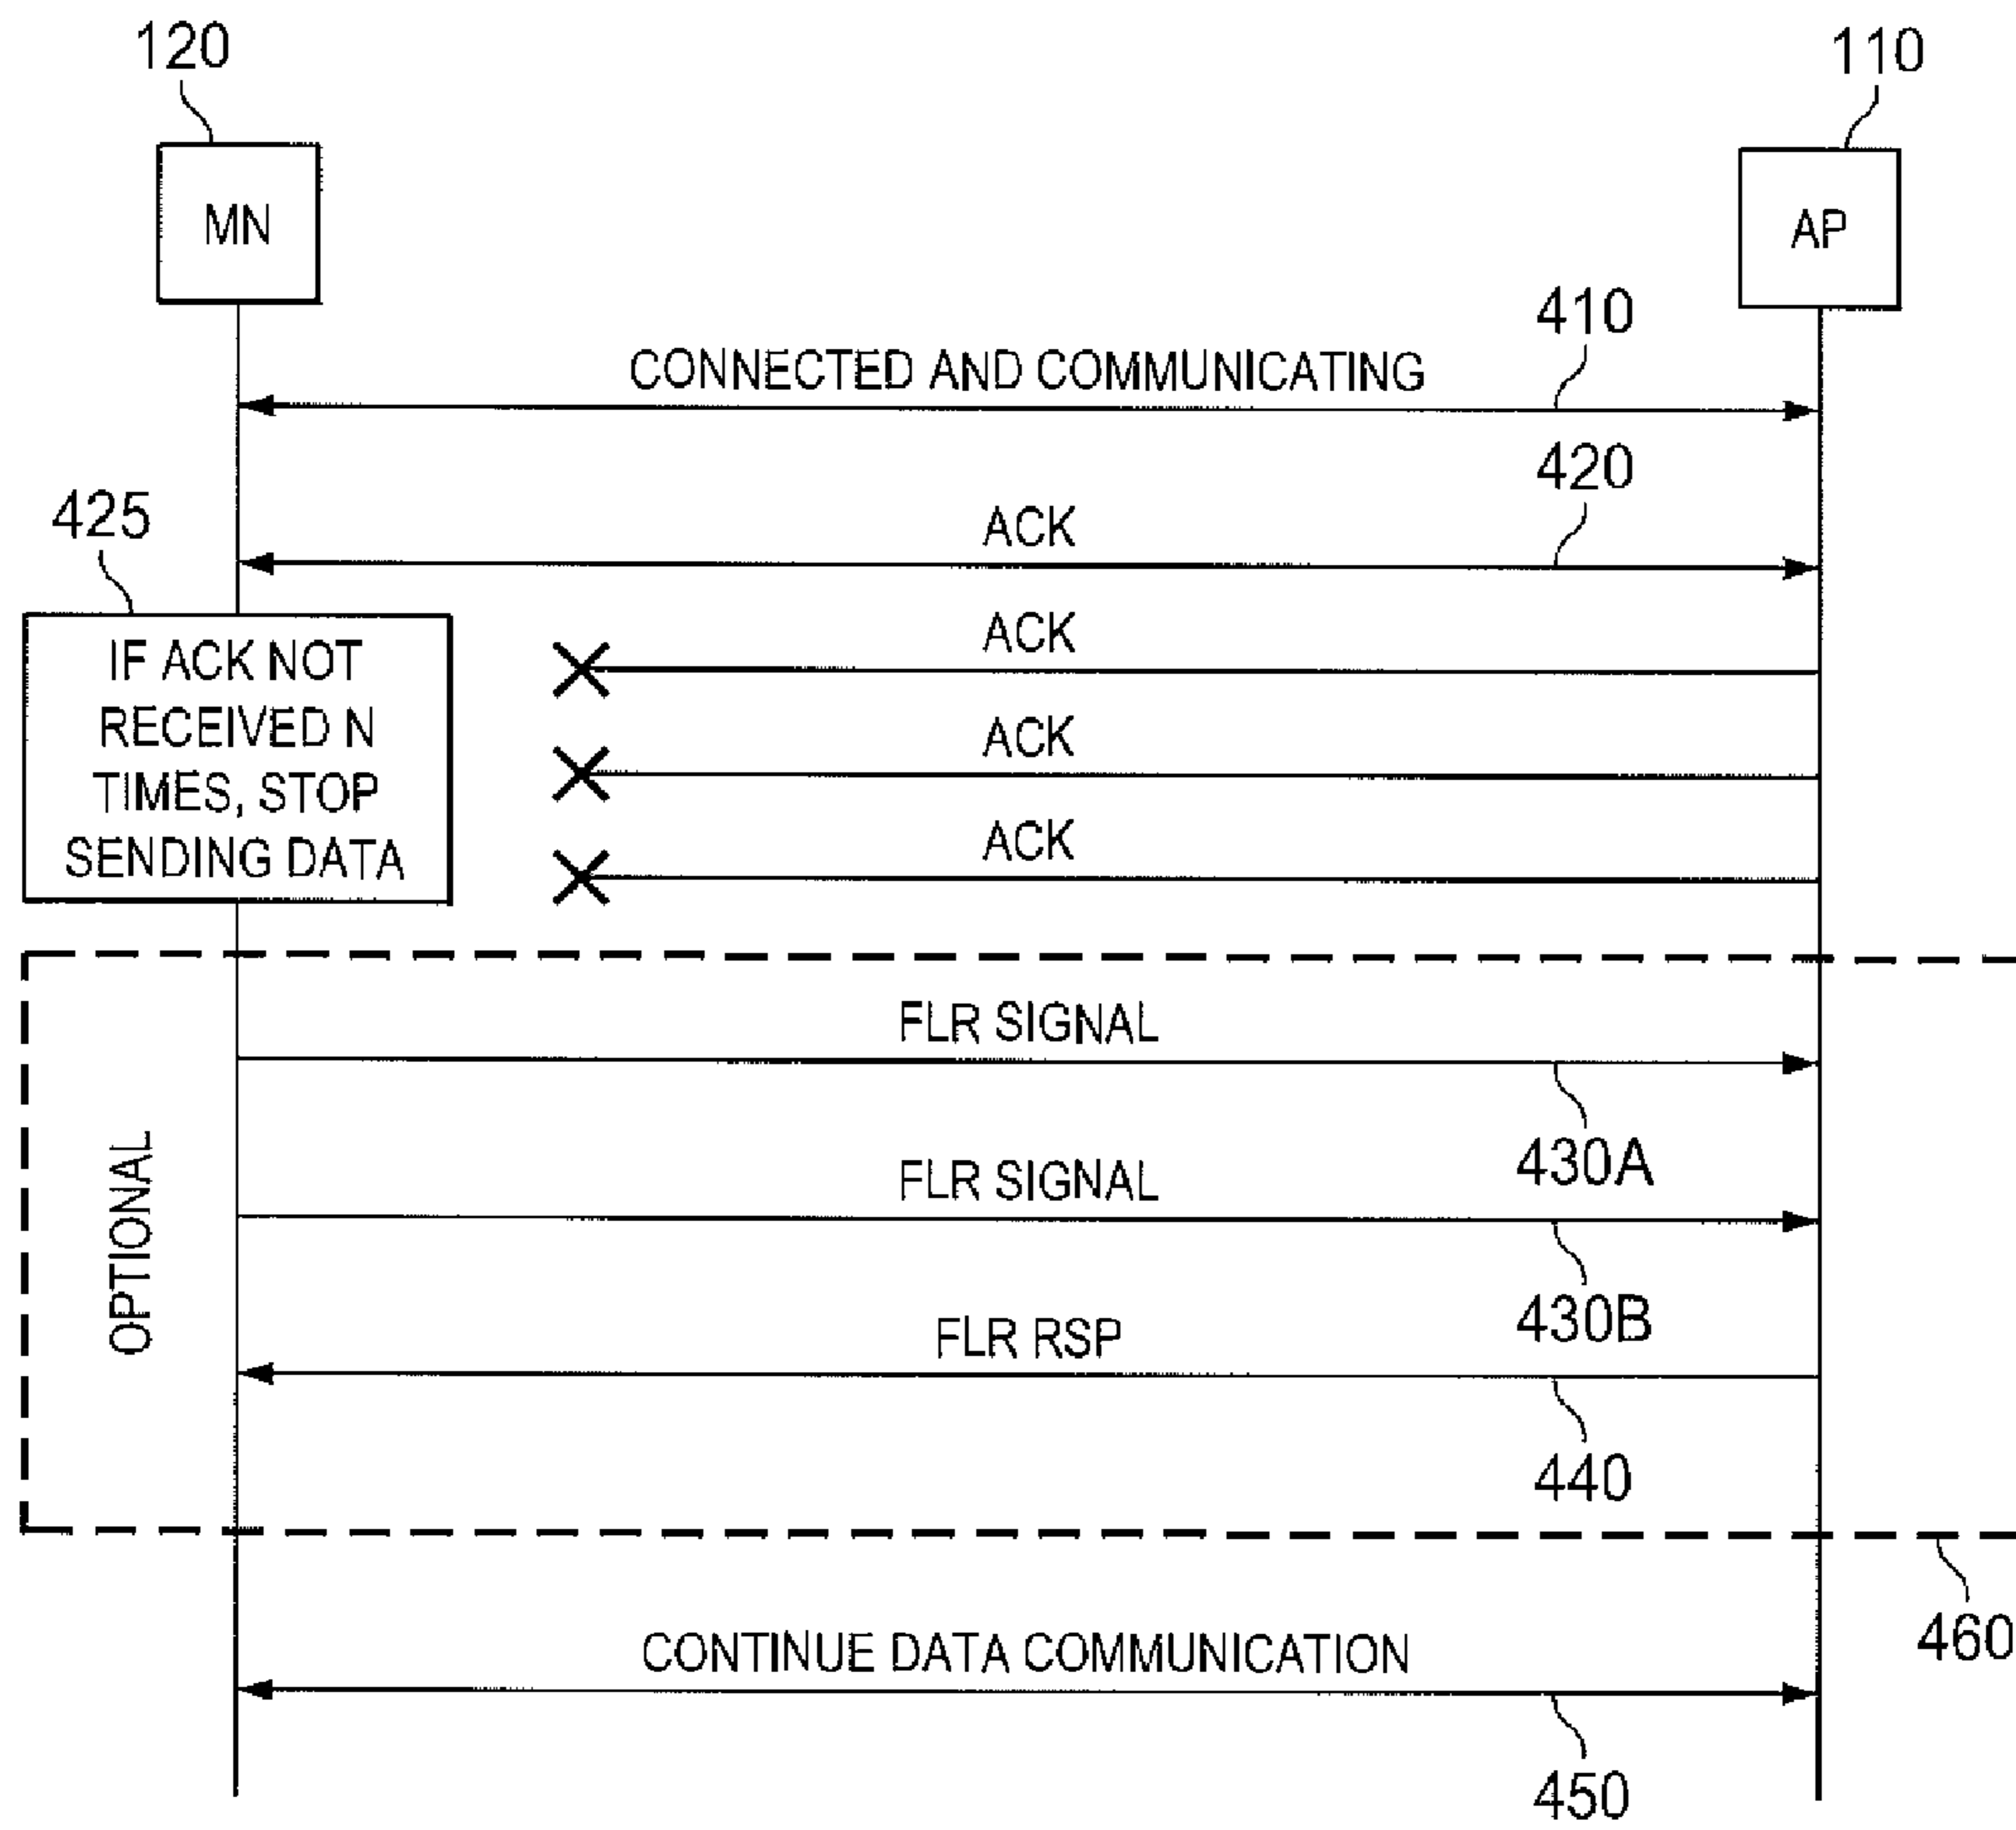 120
110
MN
AP
410
CONNECTED AND COMMUNICATING
420
425
ACK
ACK
IF ACK NOT
RECEIVED N
TIMES, STOP
SENDING DATA
ACK
ACK
FLR SIGNAL
430A
FLR SIGNAL
OPTIONAL
430B
FLR RSP
440
460
CONTINUE DATA COMMUNICATION
450